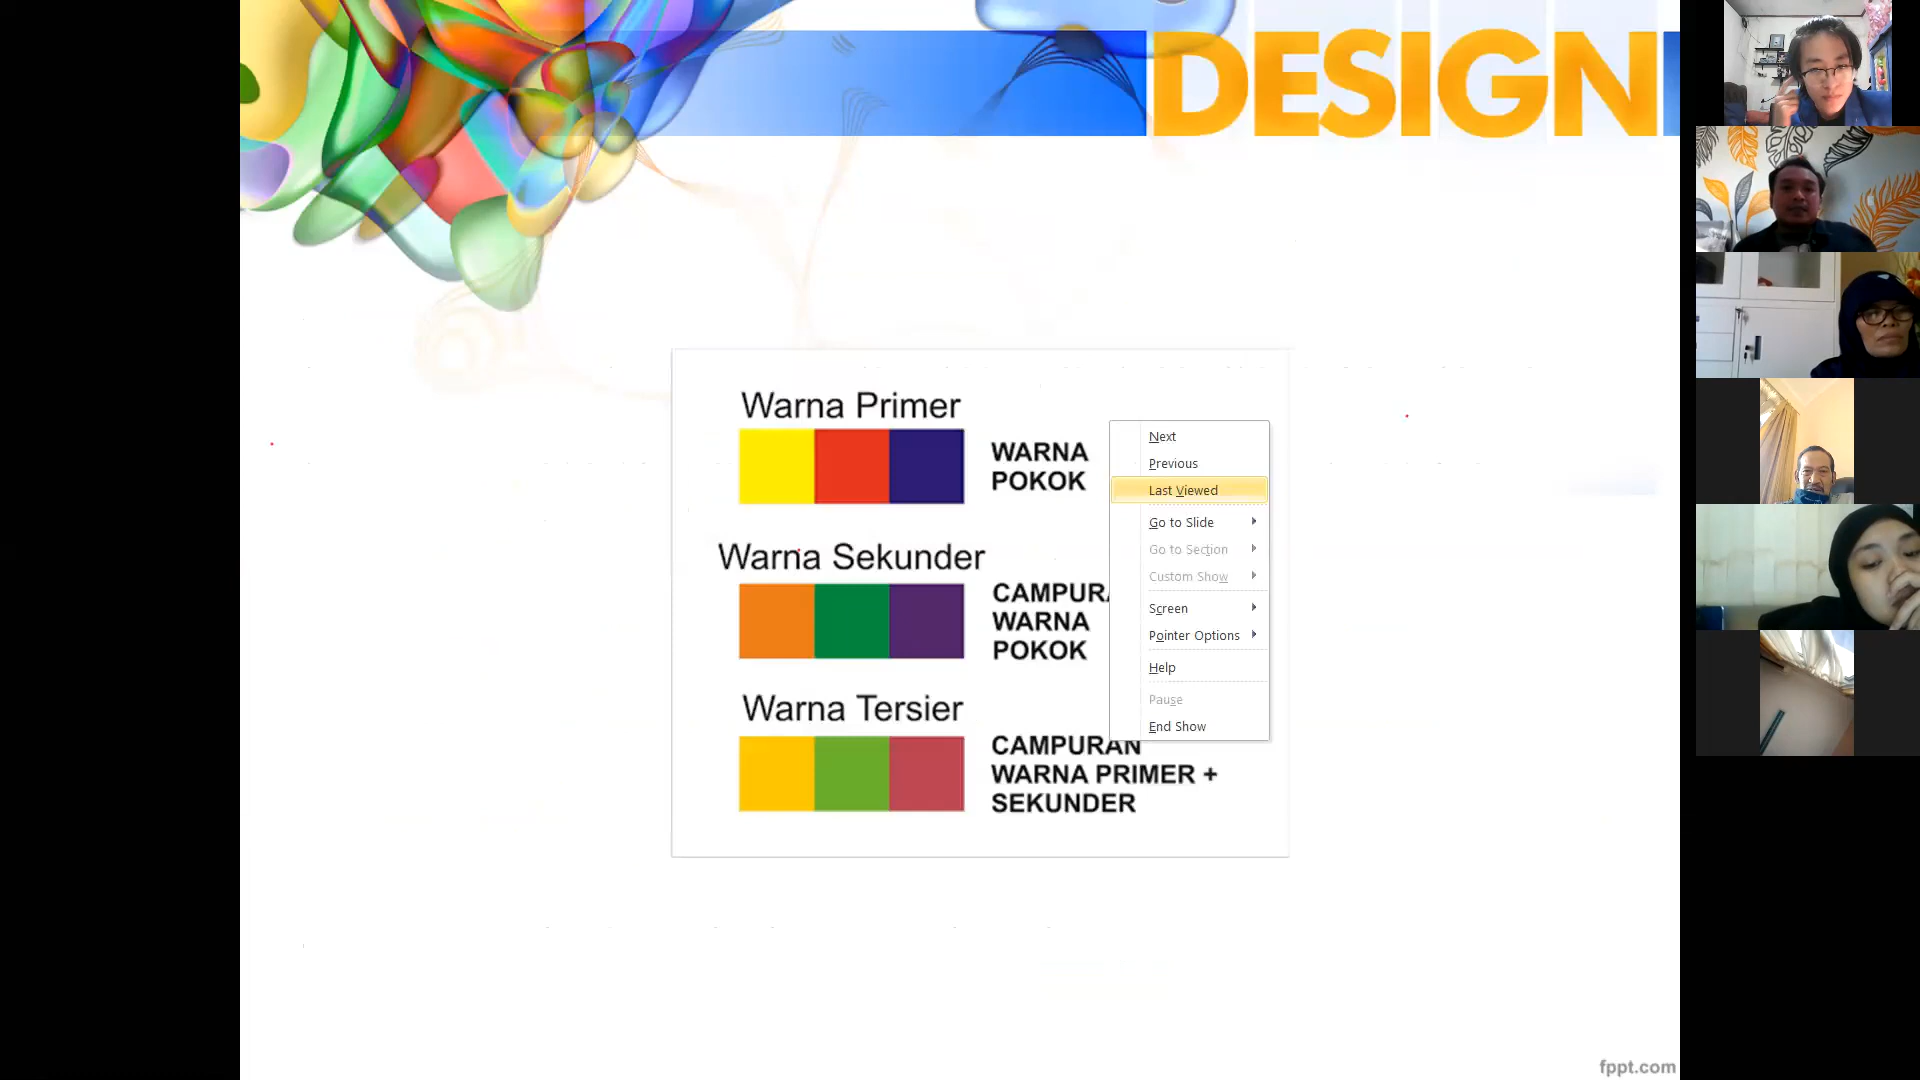 DESIGN
Warna Primer
WARNA
POKOK
Warna Sekunder
CAMPURA
WARNA
POKOK
Warna Tersier
CAMPURAN
WARNA PRIMER +
SEKUNDER
Next
Previous
Last Viewed
Go to Slide
Go to Section
Custom Show
Screen
Pointer Options
Help
Pause
End Show
fppt.com